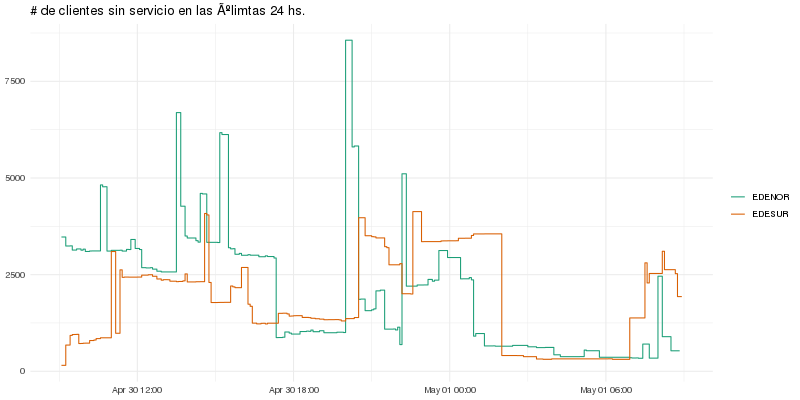 # de clientes sin servicio en las Ãºlimtas 24 hs.
7500
5000
2500
0
Apr 30 12:00
Apr 30 18:00
May 01 00:00
May 01 06:00
EDENOR
EDESUR